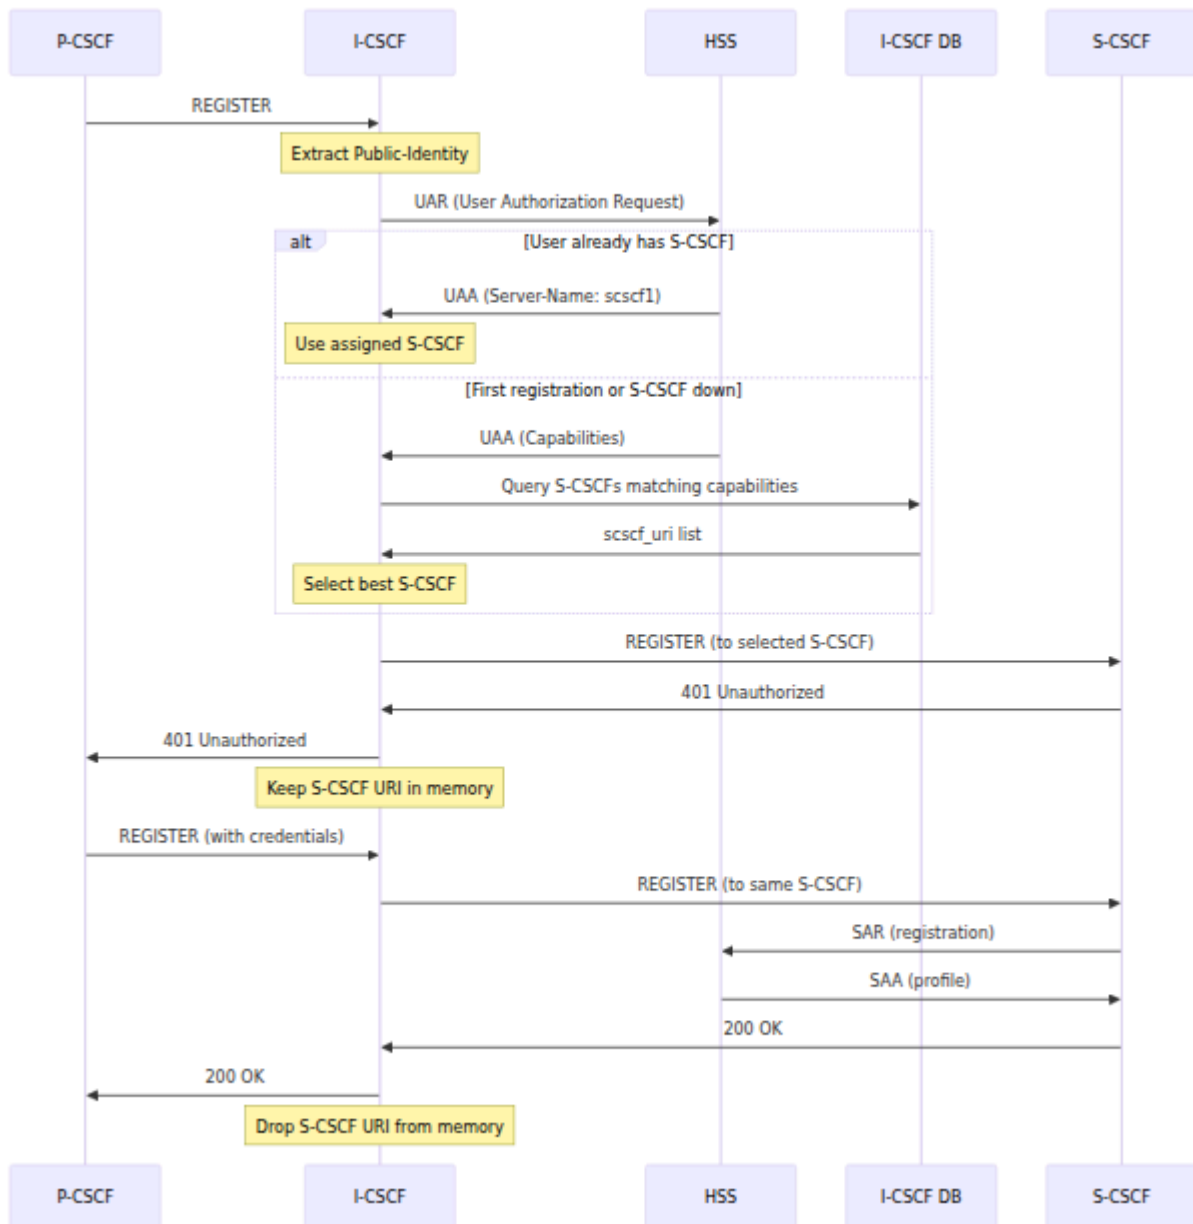 P-CSCF I-CSCF HSS I-CSCF DB S-CSCF
REGISTER
Extract Public-Identity
UAR (User Authorization Request)
alt [User already has S-CSCF]
UAA (Server-Name: scscf1)
Use assigned S-CSCF
[First registration or S-CSCF down]
UAA (Capabilities)
Query S-CSCFs matching capabilities
scscf_uri list
Select best S-CSCF
REGISTER (to selected S-CSCF)
401 Unauthorized
401 Unauthorized
Keep S-CSCF URI in memory
REGISTER (with credentials)
REGISTER (to same S-CSCF)
SAR (registration)
SAA (profile)
200 OK
200 OK
Drop S-CSCF URI from memory
P-CSCF I-CSCF HSS I-CSCF DB S-CSCF